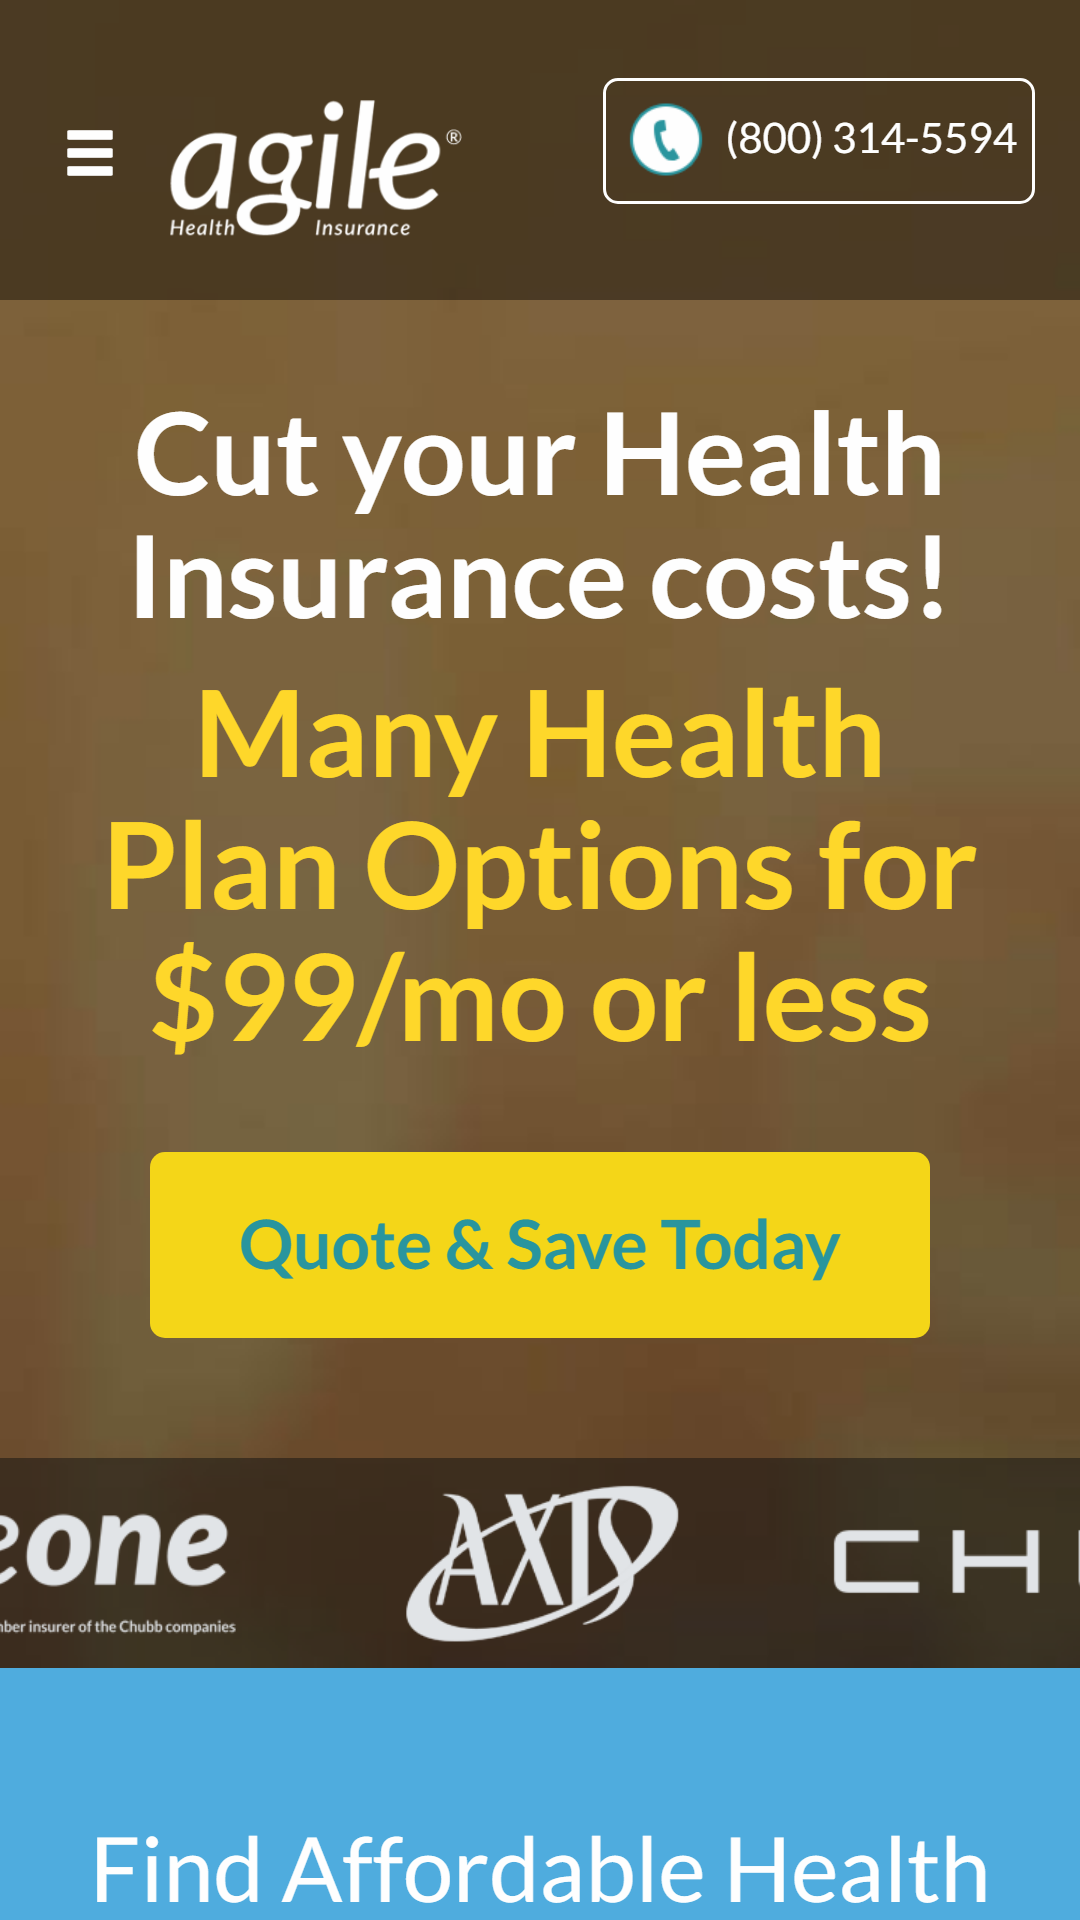 agile®
Health Insurance
(800) 314-5594
Cut your Health
Insurance costs!
Many Health
Plan Options for
$99/mo or less
Quote & Save Today
one
insurer of the Chubb companies
AXIS
CH
Find Affordable Health